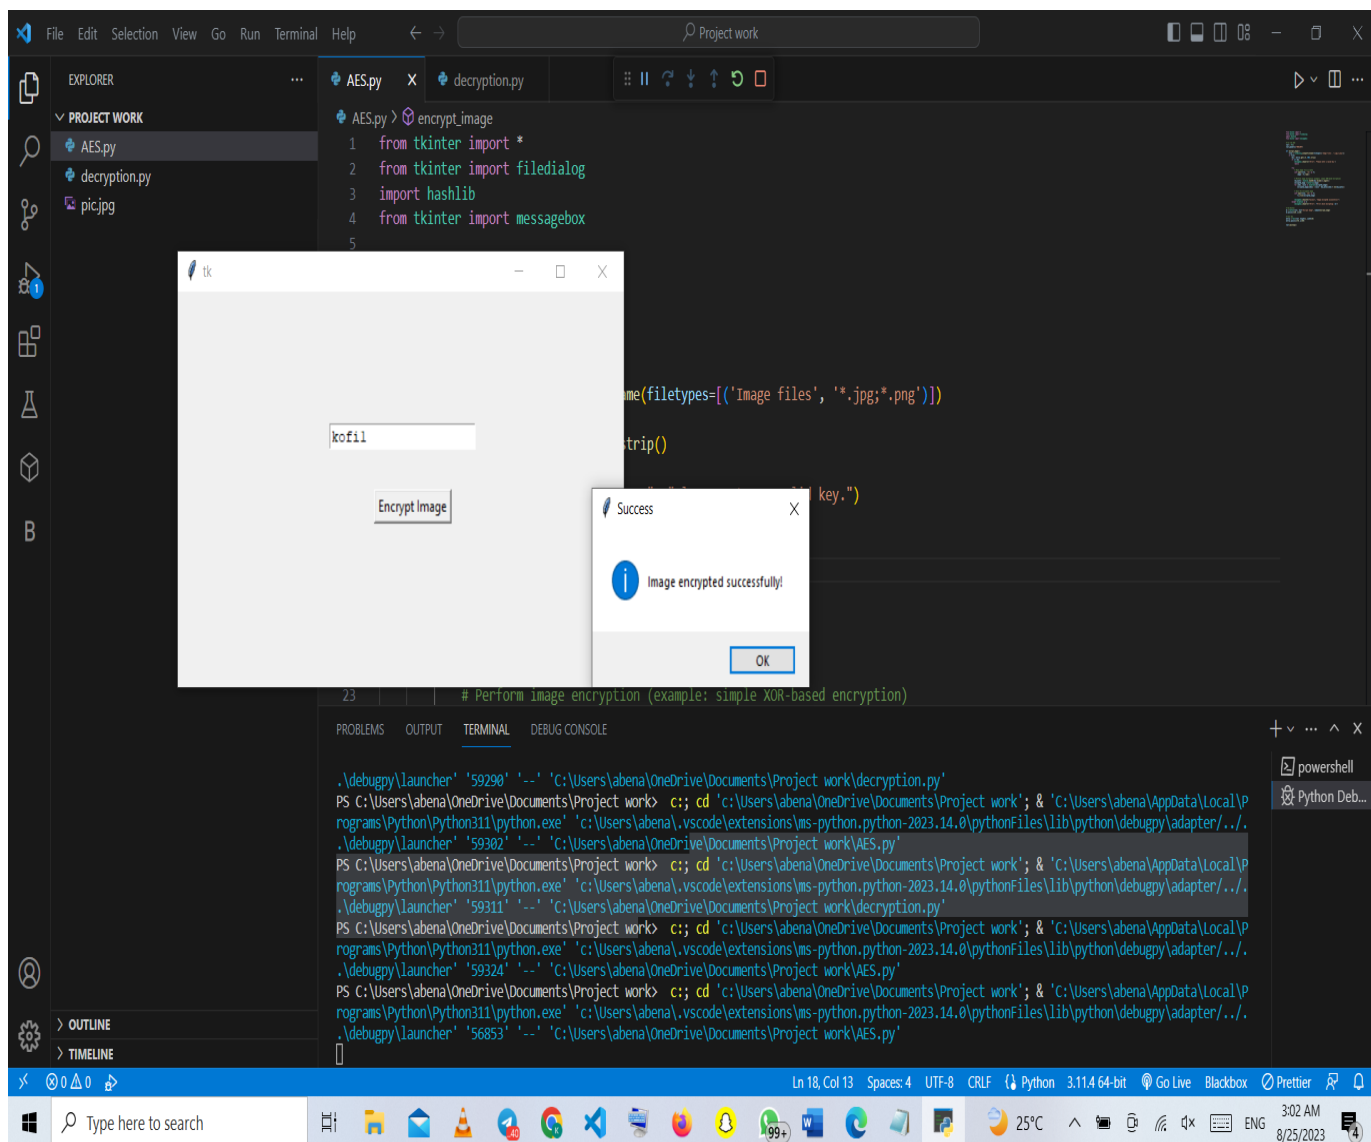 File Edit Selection View Go Run Terminal Help
Project work
EXPLORER
PROJECT WORK
AES.py
decryption.py
pic.jpg
AES.py X decryption.py
AES.py > encrypt_image
1 from tkinter import *
2 from tkinter import filedialog
3 import hashlib
4 from tkinter import messagebox
5
me(filetypes=[('Image files', '*.jpg;*.png')])
strip()
key.")
23 # Perform image encryption (example: simple XOR-based encryption)
tk
kofil
Encrypt Image
Success
Image encrypted successfully!
OK
PROBLEMS OUTPUT TERMINAL DEBUG CONSOLE
powershell
Python Deb...
.\debugpy\launcher' '59290' '--' 'C:\Users\abena\OneDrive\Documents\Project work\decryption.py'
PS C:\Users\abena\OneDrive\Documents\Project work> c:; cd 'c:\Users\abena\OneDrive\Documents\Project work'; & 'C:\Users\abena\AppData\Local\P
rograms\Python\Python311\python.exe' 'c:\Users\abena\.vscode\extensions\ms-python.python-2023.14.0\pythonFiles\lib\python\debugpy\adapter/../.
.\debugpy\launcher' '59302' '--' 'C:\Users\abena\OneDrive\Documents\Project work\AES.py'
PS C:\Users\abena\OneDrive\Documents\Project work> c:; cd 'c:\Users\abena\OneDrive\Documents\Project work'; & 'C:\Users\abena\AppData\Local\P
rograms\Python\Python311\python.exe' 'c:\Users\abena\.vscode\extensions\ms-python.python-2023.14.0\pythonFiles\lib\python\debugpy\adapter/../.
.\debugpy\launcher' '59311' '--' 'C:\Users\abena\OneDrive\Documents\Project work\decryption.py'
PS C:\Users\abena\OneDrive\Documents\Project work> c:; cd 'c:\Users\abena\OneDrive\Documents\Project work'; & 'C:\Users\abena\AppData\Local\P
rograms\Python\Python311\python.exe' 'c:\Users\abena\.vscode\extensions\ms-python.python-2023.14.0\pythonFiles\lib\python\debugpy\adapter/../.
.\debugpy\launcher' '59324' '--' 'C:\Users\abena\OneDrive\Documents\Project work\AES.py'
PS C:\Users\abena\OneDrive\Documents\Project work> c:; cd 'c:\Users\abena\OneDrive\Documents\Project work'; & 'C:\Users\abena\AppData\Local\P
rograms\Python\Python311\python.exe' 'c:\Users\abena\.vscode\extensions\ms-python.python-2023.14.0\pythonFiles\lib\python\debugpy\adapter/../.
.\debugpy\launcher' '56853' '--' 'C:\Users\abena\OneDrive\Documents\Project work\AES.py'
OUTLINE
TIMELINE
0 0 Ln 18, Col 13 Spaces: 4 UTF-8 CRLF Python 3.11.4 64-bit Go Live Blackbox Prettier
Type here to search
99+
25°C
ENG
3:02 AM
8/25/2023
4